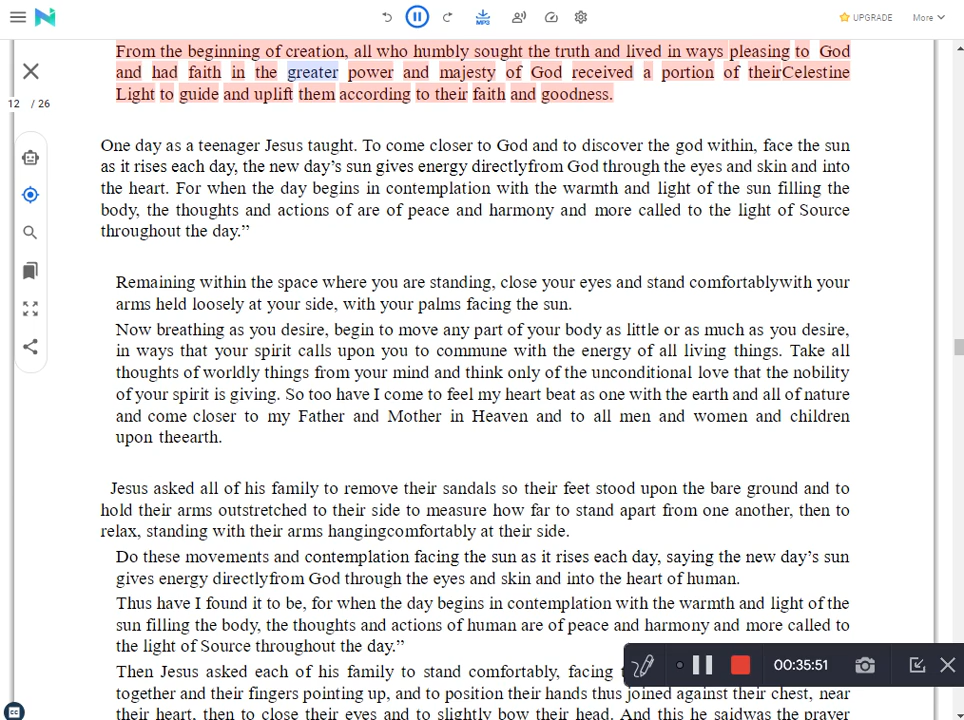 MP3
UPGRADE
More
12 / 26
From the beginning of creation, all who humbly sought the truth and lived in ways pleasing to God
and had faith in the greater power and majesty of God received a portion of theirCelestine
Light to guide and uplift them according to their faith and goodness.
One day as a teenager Jesus taught. To come closer to God and to discover the god within, face the sun
as it rises each day, the new day’s sun gives energy directlyfrom God through the eyes and skin and into
the heart. For when the day begins in contemplation with the warmth and light of the sun filling the
body, the thoughts and actions of are of peace and harmony and more called to the light of Source
throughout the day.”
Remaining within the space where you are standing, close your eyes and stand comfortablywith your
arms held loosely at your side, with your palms facing the sun.
Now breathing as you desire, begin to move any part of your body as little or as much as you desire,
in ways that your spirit calls upon you to commune with the energy of all living things. Take all
thoughts of worldly things from your mind and think only of the unconditional love that the nobility
of your spirit is giving. So too have I come to feel my heart beat as one with the earth and all of nature
and come closer to my Father and Mother in Heaven and to all men and women and children
upon theearth.
Jesus asked all of his family to remove their sandals so their feet stood upon the bare ground and to
hold their arms outstretched to their side to measure how far to stand apart from one another, then to
relax, standing with their arms hangingcomfortably at their side.
Do these movements and contemplation facing the sun as it rises each day, saying the new day’s sun
gives energy directlyfrom God through the eyes and skin and into the heart of human.
Thus have I found it to be, for when the day begins in contemplation with the warmth and light of the
sun filling the body, the thoughts and actions of human are of peace and harmony and more called to
the light of Source throughout the day.”
Then Jesus asked each of his family to stand comfortably, facing
together and their fingers pointing up, and to position their hands thus joined against their chest, near
their heart, then to close their eyes and to slightly bow their head. And this he saidwas the prayer
00:35:51
CC